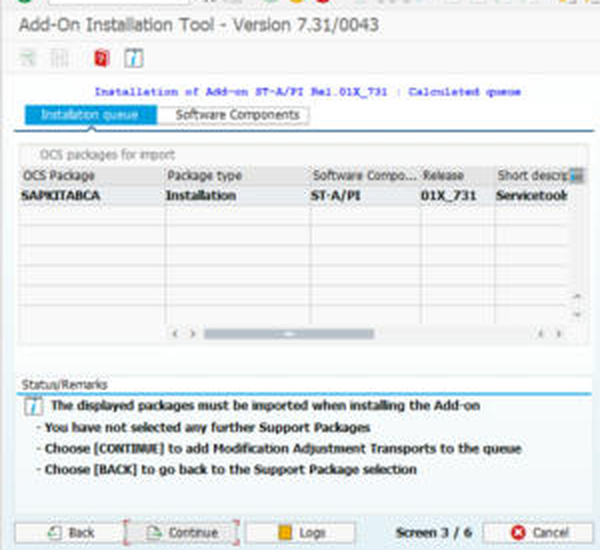 Add-On Installation Tool - Version 7.31/0043
Installation of Add-on ST-A/PI Rel.01X_731 : Calculated queue
Installation queue Software Components
OCS packages for import
OCS Package Package type Software Compo... Release Short descrip
SAPKITABCA Installation ST-A/PI 01X_731 Servicetools
Status/Remarks
The displayed packages must be imported when installing the Add-on
- You have not selected any further Support Packages
- Choose [CONTINUE] to add Modification Adjustment Transports to the queue
- Choose [BACK] to go back to the Support Package selection
Back Continue Logs Screen 3 / 6 Cancel